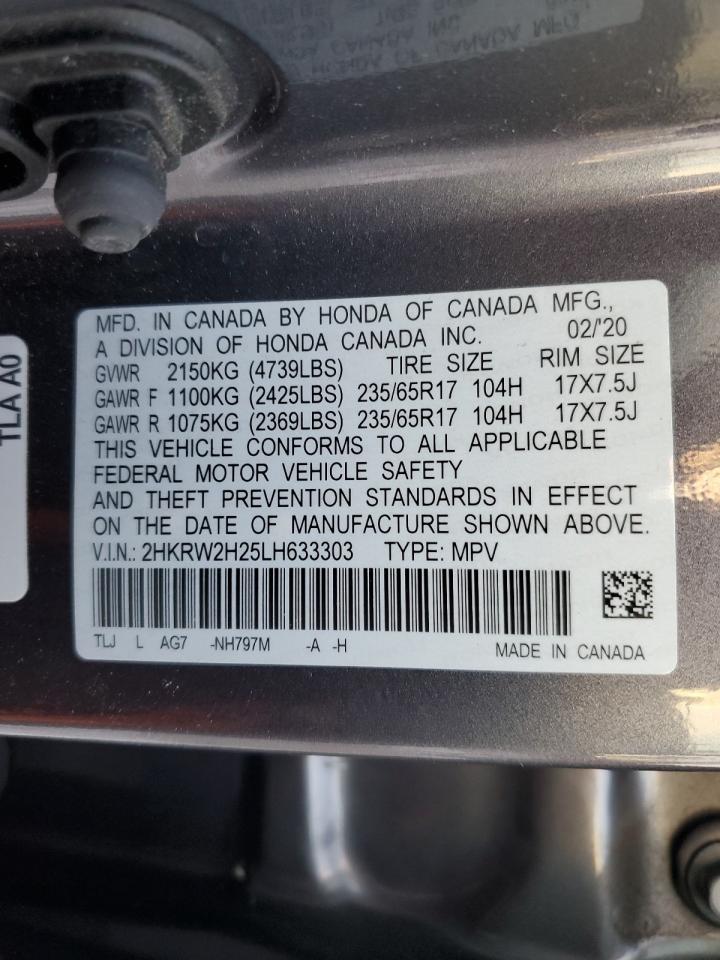 MFD. IN CANADA BY HONDA OF CANADA MFG.,
A DIVISION OF HONDA CANADA INC. 02/'20
GVWR 2150KG (4739LBS) TIRE SIZE RIM SIZE
GAWR F 1100KG (2425LBS) 235/65R17 104H 17X7.5J
GAWR R 1075KG (2369LBS) 235/65R17 104H 17X7.5J
THIS VEHICLE CONFORMS TO ALL APPLICABLE
FEDERAL MOTOR VEHICLE SAFETY
AND THEFT PREVENTION STANDARDS IN EFFECT
ON THE DATE OF MANUFACTURE SHOWN ABOVE.
V.I.N.: 2HKRW2H25LH633303 TYPE: MPV
TLJ L AG7 -NH797M -A -H MADE IN CANADA
TLA A0